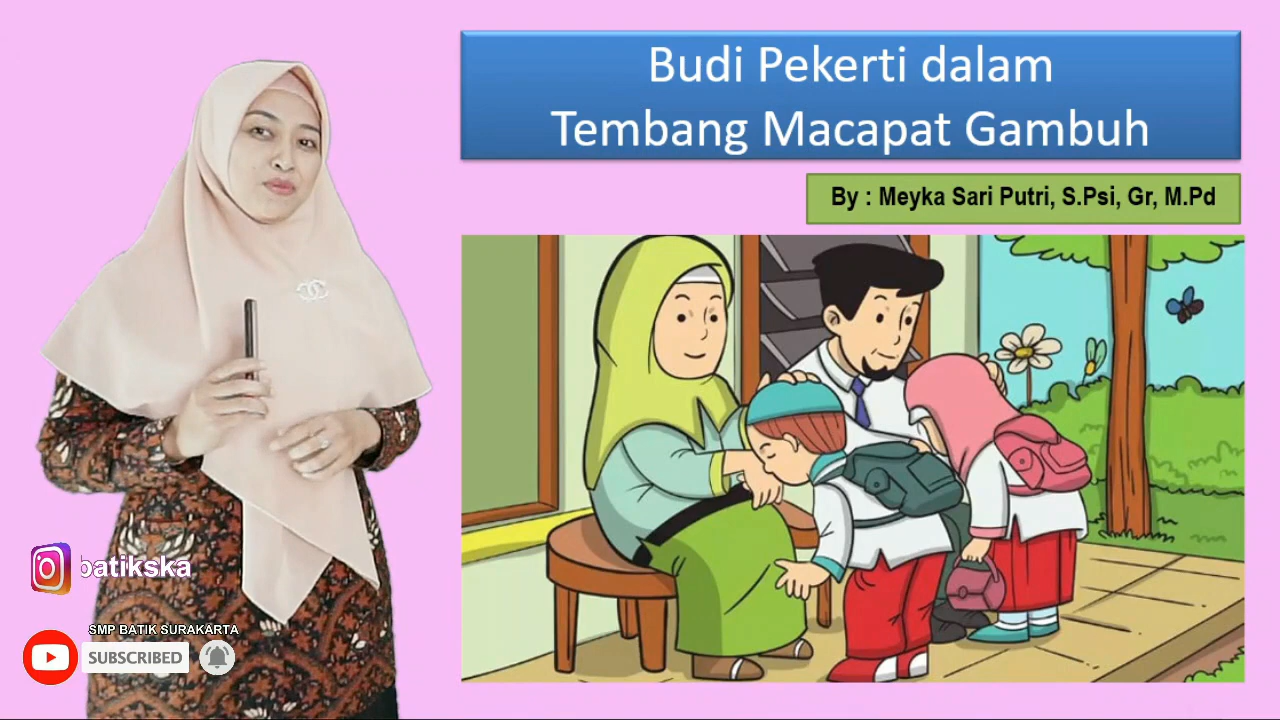 Budi Pekerti dalam
Tembang Macapat Gambuh
By : Meyka Sari Putri, S.Psi, Gr, M.Pd
batikska
SMP BATIK SURAKARTA
SUBSCRIBED